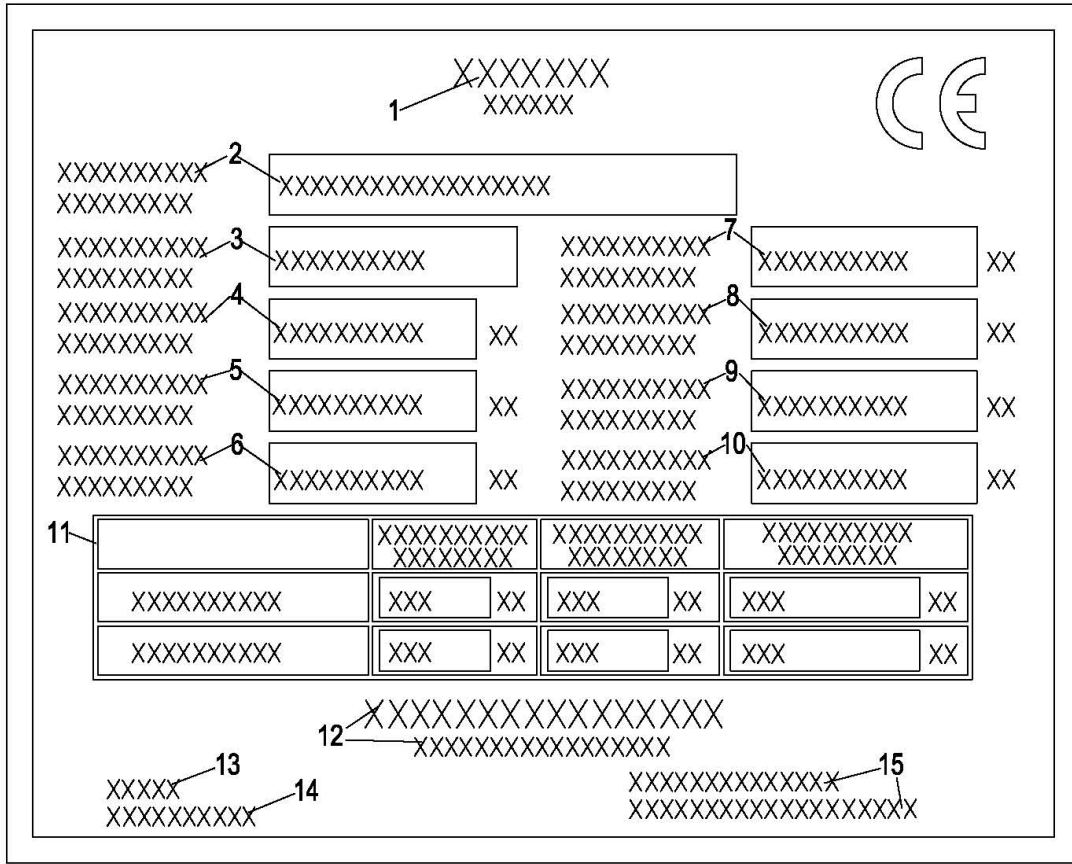 XXXXXXX
1
XXXXXX
CE
XXXXXXXXXX 2 XXXXXXXXXXXXXXXXXX
XXXXXXXXX
XXXXXXXXXX 3 XXXXXXXXXX XXXXXXXXXX 7 XXXXXXXXXX XX
XXXXXXXXX XXXXXXXXX
XXXXXXXXXX 4 XXXXXXXXXX XX XXXXXXXXXX 8 XXXXXXXXXX XX
XXXXXXXXX XXXXXXXXX
XXXXXXXXXX 5 XXXXXXXXXX XX XXXXXXXXXX 9 XXXXXXXXXX XX
XXXXXXXXX XXXXXXXXX
XXXXXXXXXX 6 XXXXXXXXXX XX XXXXXXXXXX 10 XXXXXXXXXX XX
XXXXXXXXX XXXXXXXXX
11 XXXXXXXXXX XXXXXXXXXX XXXXXXXXXX
XXXXXXXX XXXXXXXX XXXXXXXX
XXXXXXXXXX XXX XX XXX XX XXX XX
XXXXXXXXXX XXX XX XXX XX XXX XX
XXXXXXXXXXXXXXXX
12 XXXXXXXXXXXXXXXXX
XXXXX 13 XXXXXXXXXXXXXX 15
XXXXXXXXXX 14 XXXXXXXXXXXXXXXXXXX